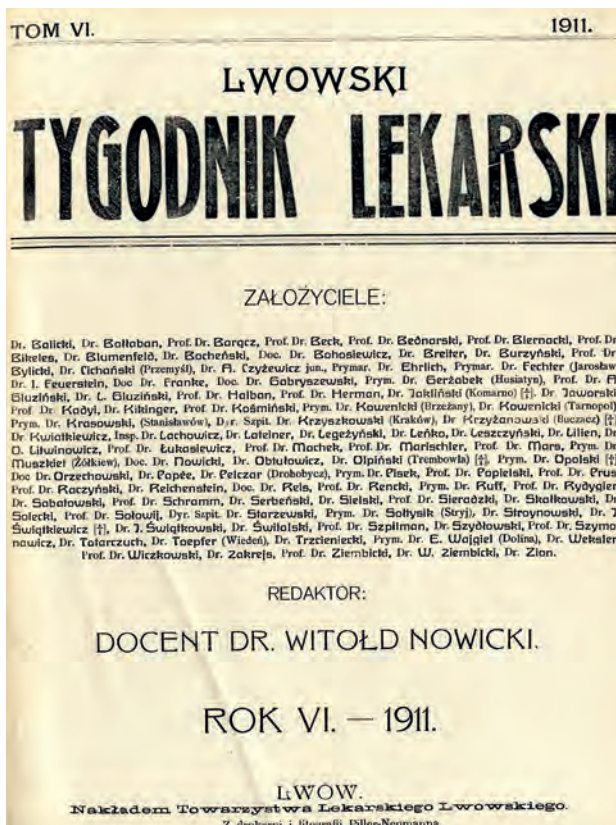 TOM VI. 1911.
LWOWSKI
TYGODNIK LEKARSKI
ZAŁOŻYCIELE:
Dr. Balicki, Dr. Bałłaban, Prof. Dr. Barącz, Prof. Dr. Beck, Prof. Dr. Bednarski, Prof. Dr. Biernacki, Prof. Dr.
Bikeles, Dr. Blumenfeld, Dr. Bocheński, Doc. Dr. Bohosiewicz, Dr. Breiter, Dr. Burzyński, Prof. Dr.
Bylicki, Dr. Cichański (Przemyśl), Dr. A. Czyżewicz jun., Prymar. Dr. Ehrlich, Prymar. Dr. Fechter (Jarosław
Dr. I. Feuerstein, Doc Dr. Franke, Doc. Dr. Gabryszewski, Prym. Dr. Gerżabek (Husiatyn), Prof. Dr. A
Gluziński, Dr. L. Gluziński, Prof. Dr. Halban, Prof. Dr. Herman, Dr. Jakliński (Komarno) [†]. Dr. Jaworski
Prof Dr. Kadyi, Dr. Kikinger, Prof Dr. Kośmiński, Prym. Dr. Kowenicki (Brzeżany), Dr. Kowenicki (Tarnopol)
Prym. Dr. Krasowski, (Stanisławów), Dyr. Szpit. Dr. Krzyszkowski (Kraków), Dr Krzyżanowski (Buczacz) [†]
Dr Kwiatkiewicz, Insp. Dr. Lachowicz, Dr. Lateiner, Dr. Legeżyński, Dr. Leńko, Dr. Leszczyński, Dr. Lilien, Dr
O. Litwinowicz, Prof. Dr. Łukasiewicz, Prof. Dr. Machek, Prof. Dr. Marischler, Prof. Dr. Mars, Prym. Dr
Muszkiet (Żółkiew), Doc. Dr. Nowicki, Dr. Obtułowicz, Dr. Olpiński (Trembowla) [†], Prym. Dr. Opolski [†]
Doc Dr. Orzechowski, Dr. Papée, Dr. Pelczar (Drohobycz), Prym. Dr. Pisek, Prof. Dr. Popielski, Prof. Dr. Prus
Prof. Dr. Raczyński, Dr. Reichenstein, Doc. Dr. Reis, Prof. Dr. Rencki, Prym. Dr. Ruff, Prof. Dr. Rydygier
Dr. Sabatowski, Prof. Dr. Schramm, Dr. Serbeński, Dr. Sielski, Prof. Dr. Sieradzki, Dr. Skałkowski, Dr
Solecki, Prof. Dr. Sołowij, Dyr. Szpit. Dr. Starzewski, Prym. Dr. Sołtysik (Stryj), Dr. Stroynowski, Dr.
Świątkiewicz [†], Dr. J. Świątkowski, Dr. Świtalski, Prof. Dr. Szpilman, Dr. Szydłowski, Prof. Dr. Szymo
nowicz, Dr. Tatarczuch, Dr. Toepfer (Wiedeń), Dr. Trzcieniecki, Prym. Dr. E. Wajgiel (Dolina), Dr. Weksler
Prof. Dr. Wiczkowski, Dr. Zakrejs, Prof. Dr. Ziembicki, Dr. W. Ziembicki, Dr. Zion.
REDAKTOR:
DOCENT DR. WITOŁD NOWICKI.
ROK VI. — 1911.
LWÓW.
Nakładem Towarzystwa Lekarskiego Lwowskiego.
Z drukarni i litografii Piller-Neumanna